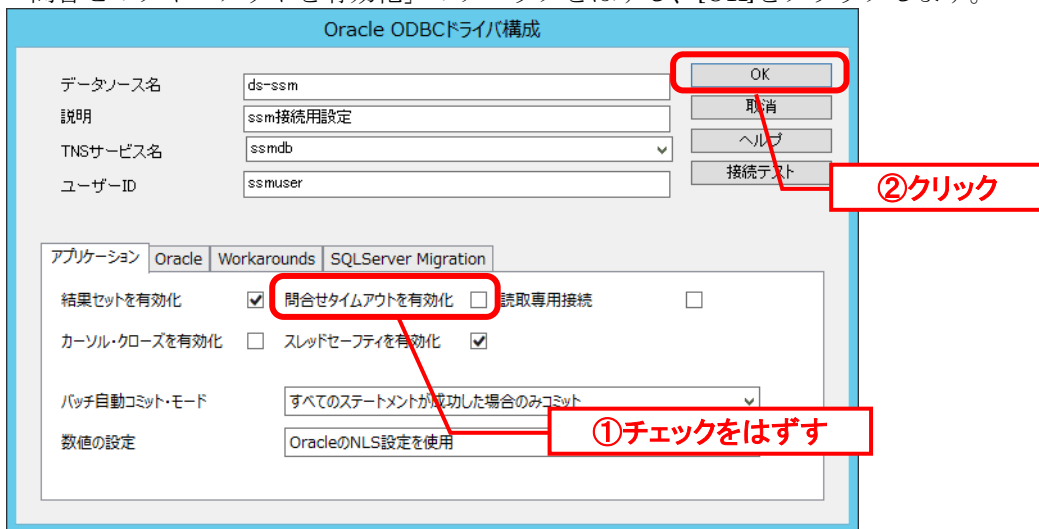 Oracle ODBCドライバ構成
データソース名 ds-ssm OK
説明 ssm接続用設定 取消
TNSサービス名 ssmdb ヘルプ
ユーザーID ssmuser 接続テスト
②クリック
アプリケーション Oracle Workarounds SQLServer Migration
結果セットを有効化 問合せタイムアウトを有効化 読取専用接続
カーソル・クローズを有効化 スレッドセーフティを有効化
バッチ自動コミット・モード すべてのステートメントが成功した場合のみコミット
数値の設定 OracleのNLS設定を使用
①チェックをはずす